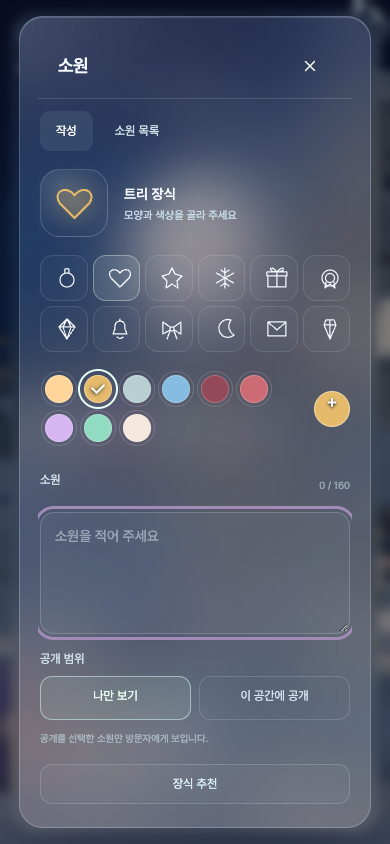 소원
작성
소원 목록
트리 장식
모양과 색상을 골라 주세요
소원
0 / 160
소원을 적어 주세요
공개 범위
나만 보기
이 공간에 공개
공개를 선택한 소원만 방문자에게 보입니다.
장식 추천